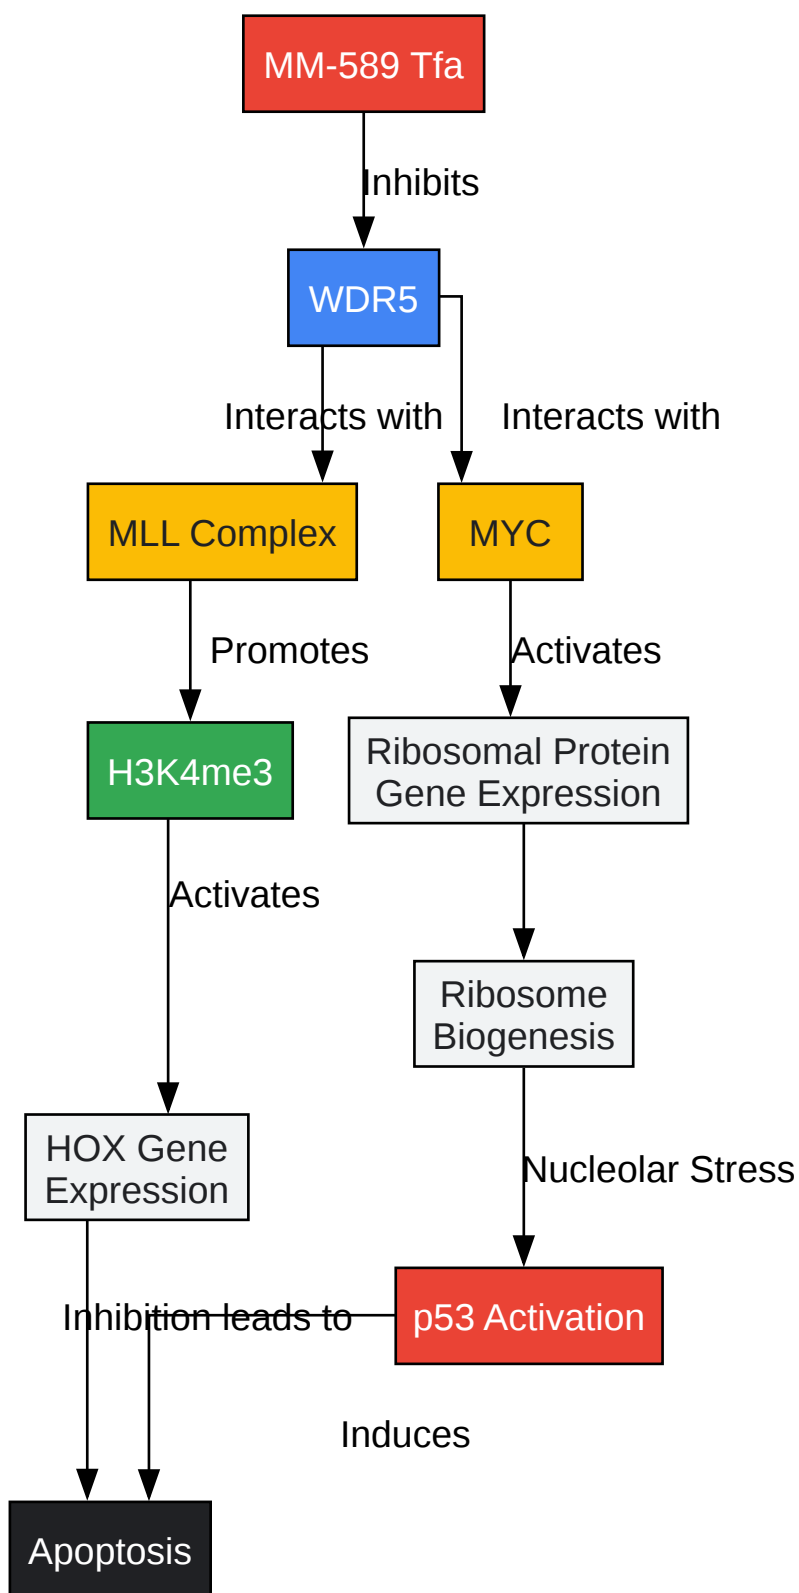 MM-589 Tfa
Inhibits
WDR5
Interacts with
Interacts with
MLL Complex
MYC
Promotes
Activates
Ribosomal Protein
Gene Expression
H3K4me3
Activates
Ribosome
Biogenesis
HOX Gene
Expression
Nucleolar Stress
Inhibition leads to
p53 Activation
Induces
Apoptosis